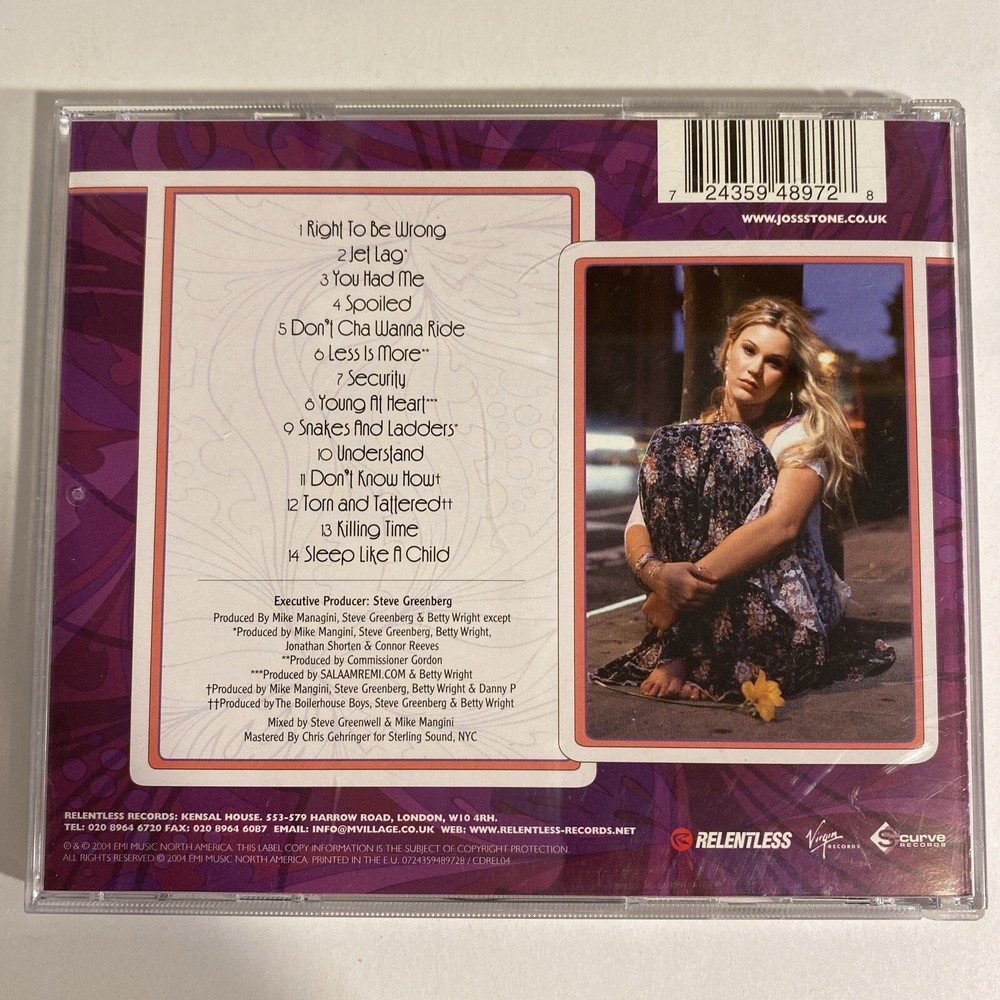 7 24359 48972 8
WWW.JOSSSTONE.CO.UK
1 Right To Be Wrong
2 Jet Lag*
3 You Had Me
4 Spoiled
5 Don't Cha Wanna Ride
6 Less Is More**
7 Security
8 Young At Heart***
9 Snakes And Ladders*
10 Understand
11 Don't Know How†
12 Torn and Tattered††
13 Killing Time
14 Sleep Like A Child
Executive Producer: Steve Greenberg
Produced By Mike Managini, Steve Greenberg & Betty Wright except
*Produced by Mike Mangini, Steve Greenberg, Betty Wright,
Jonathan Shorten & Connor Reeves
**Produced by Commissioner Gordon
***Produced by SALAAMREMI.COM & Betty Wright
†Produced by Mike Mangini, Steve Greenberg, Betty Wright & Danny P
††Produced by The Boilerhouse Boys, Steve Greenberg & Betty Wright
Mixed by Steve Greenwell & Mike Mangini
Mastered By Chris Gehringer for Sterling Sound, NYC
RELENTLESS RECORDS: KENSAL HOUSE. 553-579 HARROW ROAD, LONDON, W10 4RH.
TEL: 020 8964 6720 FAX: 020 8964 6087 EMAIL: INFO@MVILLAGE.CO.UK WEB: WWW.RELENTLESS-RECORDS.NET
℗ & © 2004 EMI MUSIC NORTH AMERICA. THIS LABEL COPY INFORMATION IS THE SUBJECT OF COPYRIGHT PROTECTION.
ALL RIGHTS RESERVED © 2004 EMI MUSIC NORTH AMERICA. PRINTED IN THE E.U. 0724359489728 / CDREL04
RELENTLESS
Virgin RECORDS
S curve RECORDS